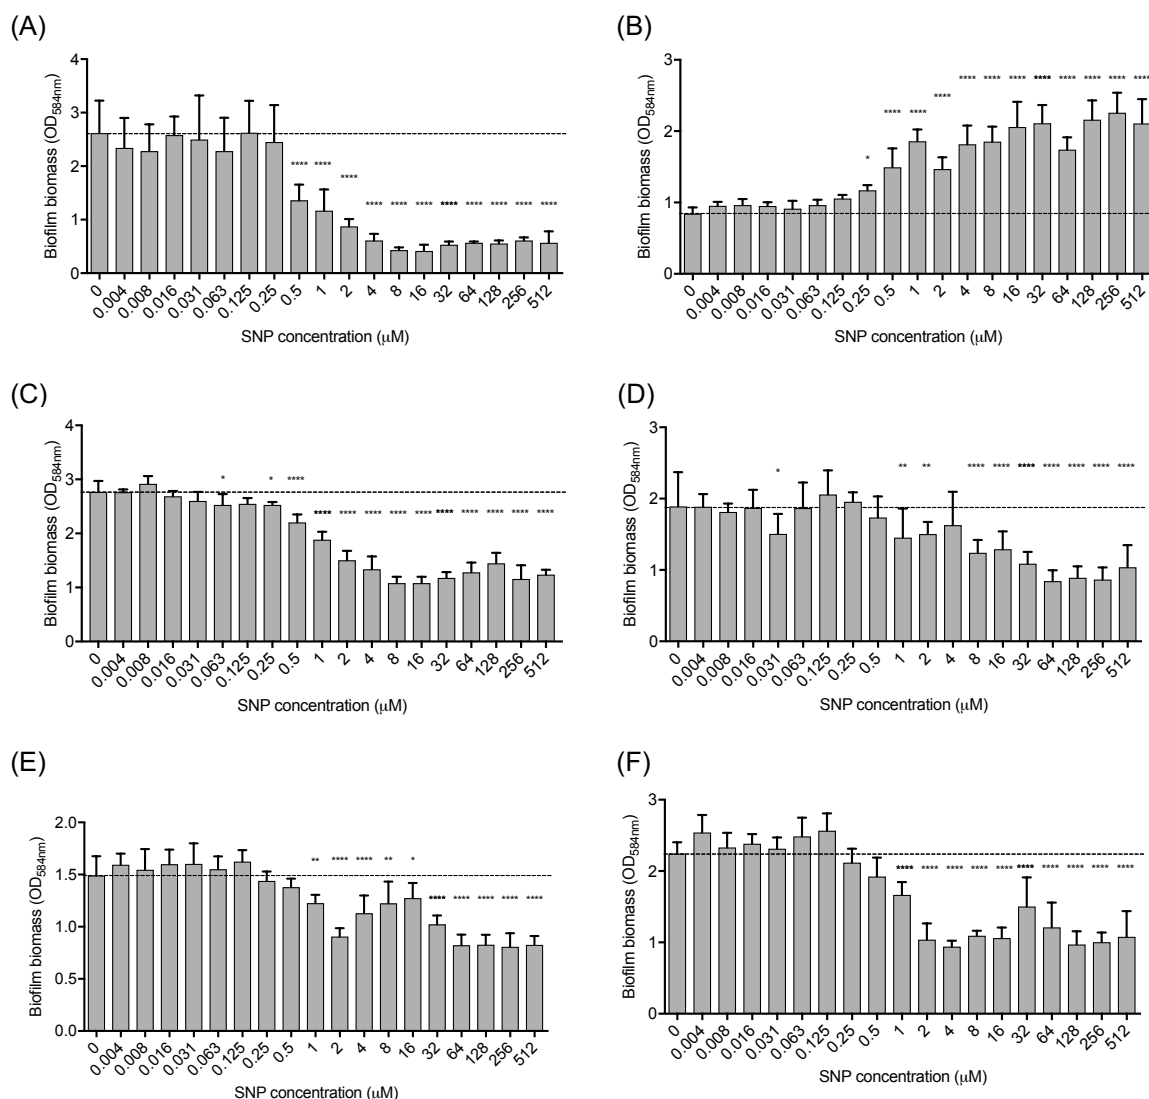 (A)
Biofilm biomass (OD584nm)
4
3
2
1
0
**** **** **** **** **** **** **** **** **** **** ****
0 0.004 0.008 0.016 0.031 0.063 0.125 0.25 0.5 1 2 4 8 16 32 64 128 256 512
SNP concentration (μM)
(B)
Biofilm biomass (OD584nm)
3
2
1
0
* **** **** **** **** **** **** **** **** **** **** ****
0 0.004 0.008 0.016 0.031 0.063 0.125 0.25 0.5 1 2 4 8 16 32 64 128 256 512
SNP concentration (μM)
(C)
Biofilm biomass (OD584nm)
4
3
2
1
0
* * ****
**** **** **** **** **** **** **** **** **** ****
0 0.004 0.008 0.016 0.031 0.063 0.125 0.25 0.5 1 2 4 8 16 32 64 128 256 512
SNP concentration (μM)
(D)
Biofilm biomass (OD584nm)
3
2
1
0
* ** ** **** **** **** **** **** **** ****
0 0.004 0.008 0.016 0.031 0.063 0.125 0.25 0.5 1 2 4 8 16 32 64 128 256 512
SNP concentration (μM)
(E)
Biofilm biomass (OD584nm)
2.0
1.5
1.0
0.5
0.0
** **** **** ** *
**** **** **** **** ****
0 0.004 0.008 0.016 0.031 0.063 0.125 0.25 0.5 1 2 4 8 16 32 64 128 256 512
SNP concentration (μM)
(F)
Biofilm biomass (OD584nm)
3
2
1
0
**** **** **** **** **** **** **** **** **** ****
0 0.004 0.008 0.016 0.031 0.063 0.125 0.25 0.5 1 2 4 8 16 32 64 128 256 512
SNP concentration (μM)